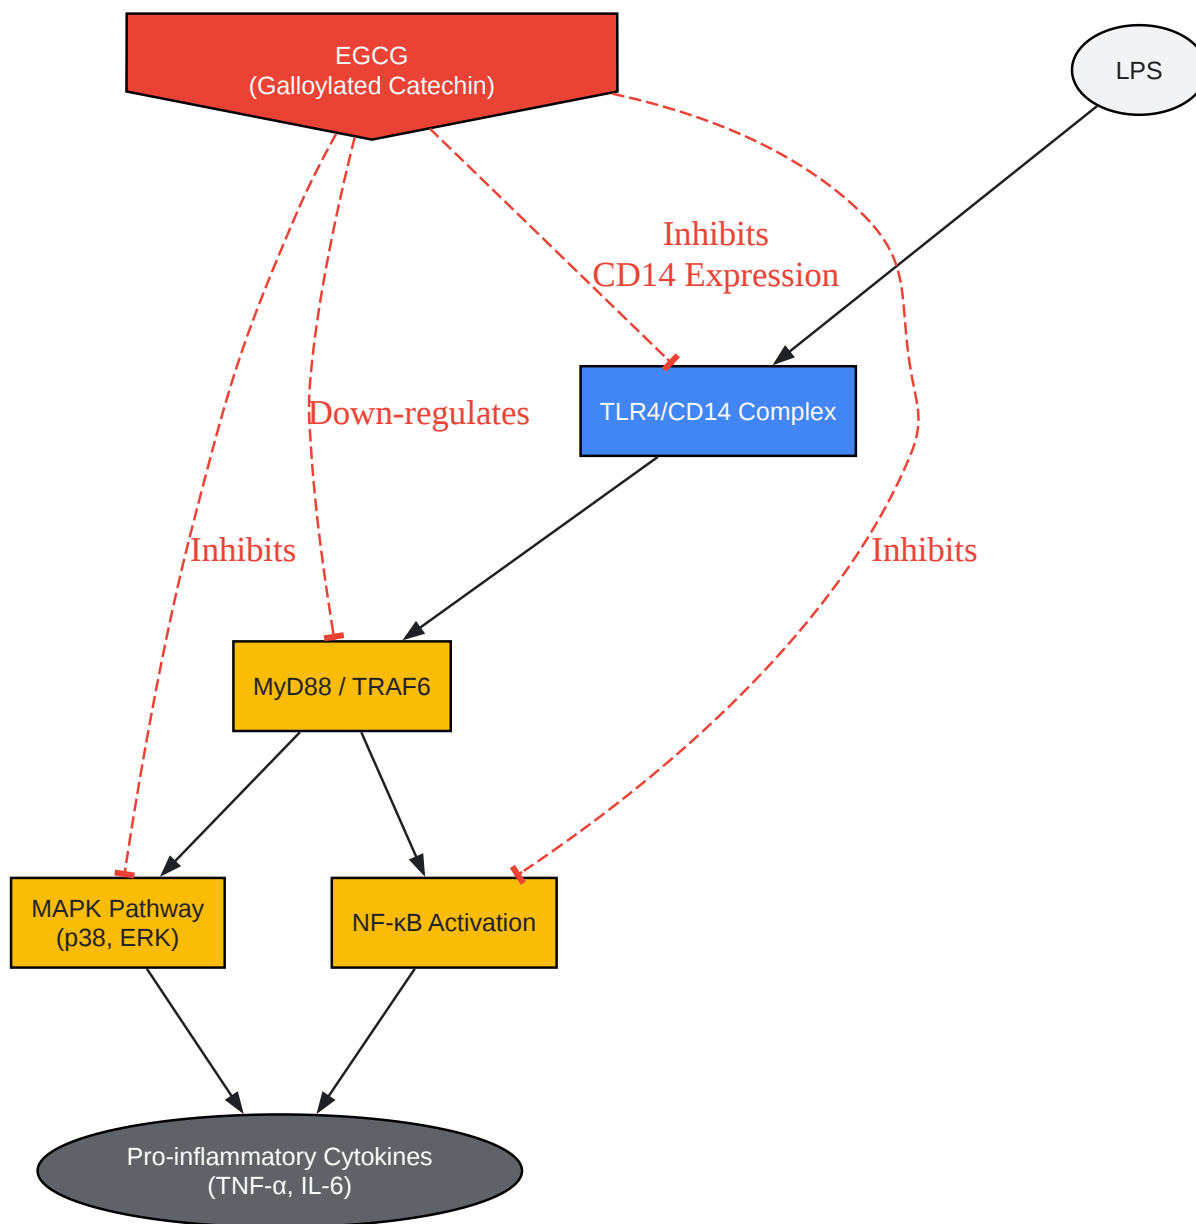 EGCG
(Galloylated Catechin)
LPS
Inhibits
CD14 Expression
TLR4/CD14 Complex
Down-regulates
Inhibits
Inhibits
MyD88 / TRAF6
MAPK Pathway
(p38, ERK)
NF-κB Activation
Pro-inflammatory Cytokines
(TNF-α, IL-6)